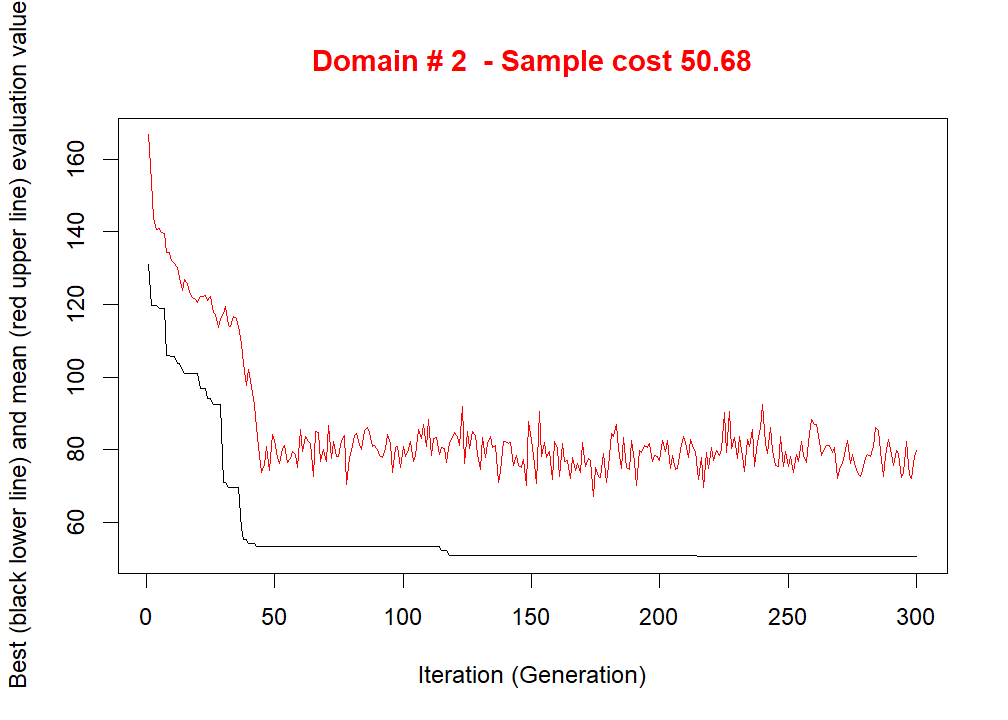 Domain # 2  - Sample cost 50.68
Best (black lower line) and mean (red upper line) evaluation value
160
140
120
100
80
60
0 50 100 150 200 250 300
Iteration (Generation)